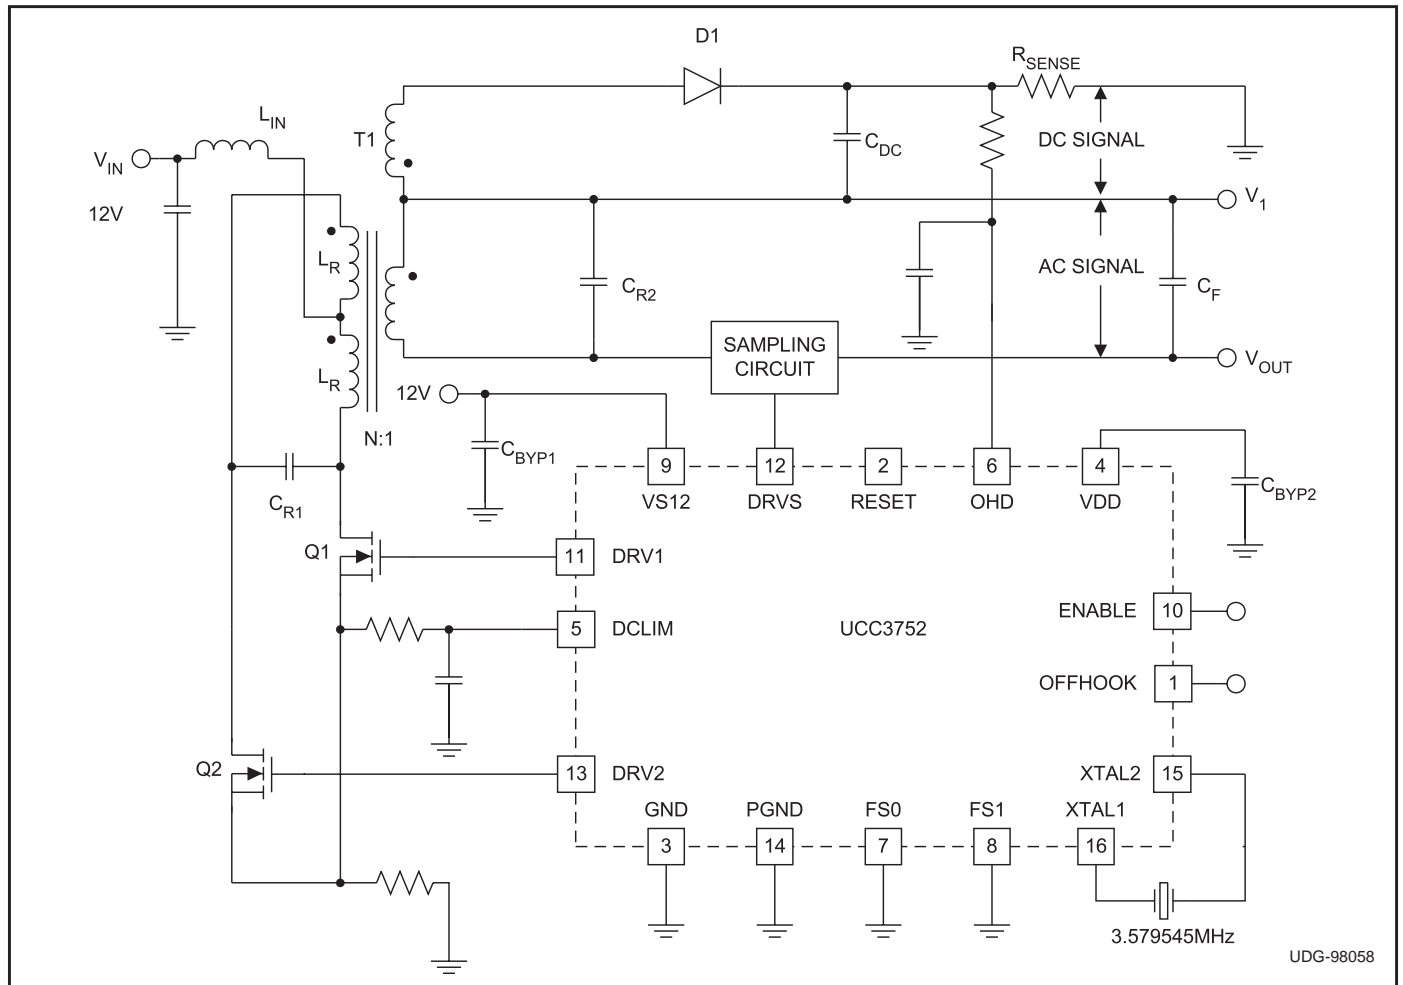 D1
RSENSE
LIN
T1
CDC
DC SIGNAL
VIN
12V
V1
LR
CR2
AC SIGNAL
CF
SAMPLING
CIRCUIT
VOUT
LR
12V
N:1
CBYP1
9
12
2
6
4
CBYP2
VS12
DRVS
RESET
OHD
VDD
CR1
Q1
11
DRV1
ENABLE
10
5
DCLIM
UCC3752
OFFHOOK
1
Q2
13
DRV2
XTAL2
15
GND
PGND
FS0
FS1
XTAL1
3
14
7
8
16
3.579545MHz
UDG-98058